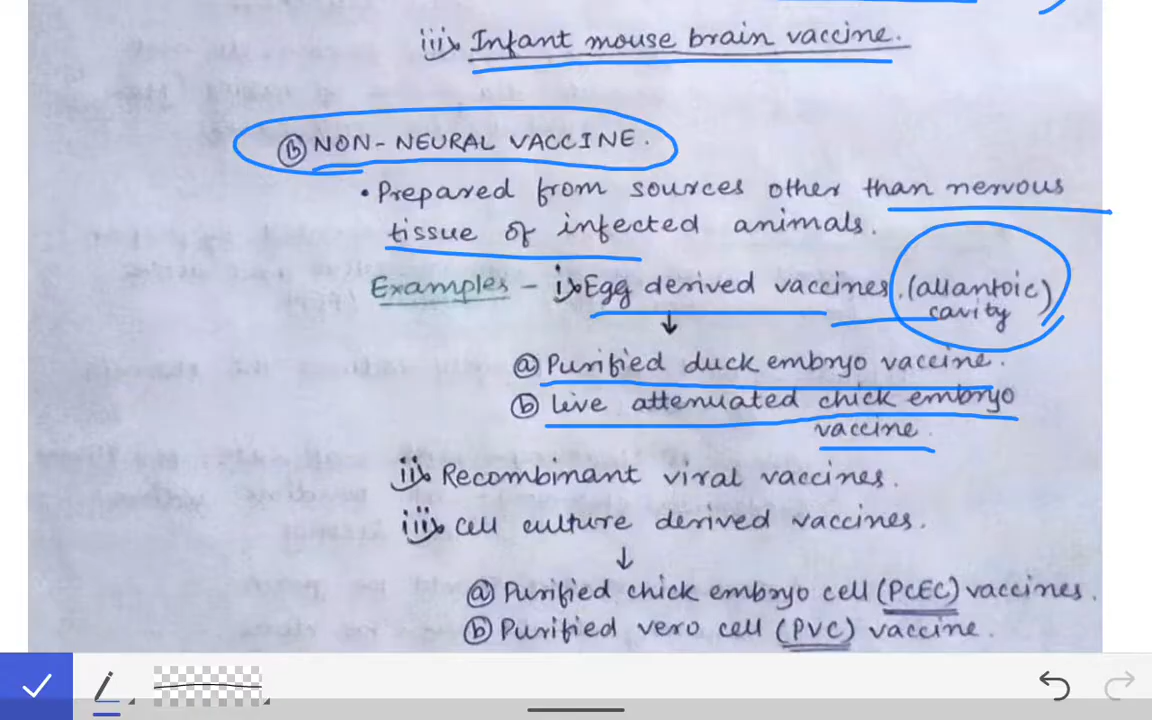 iii) Infant mouse brain vaccine.
(B) NON-NEURAL VACCINE.
• Prepared from sources other than nervous
tissue of infected animals.
Examples - i) Egg derived vaccines. (allantoic
cavity)
↓
(a) Purified duck embryo vaccine.
(b) Live attenuated chick embryo
vaccine.
ii) Recombinant viral vaccines.
iii) Cell culture derived vaccines.
↓
(a) Purified chick embryo cell (PCEC) vaccines.
(b) Purified vero cell (PVC) vaccine.